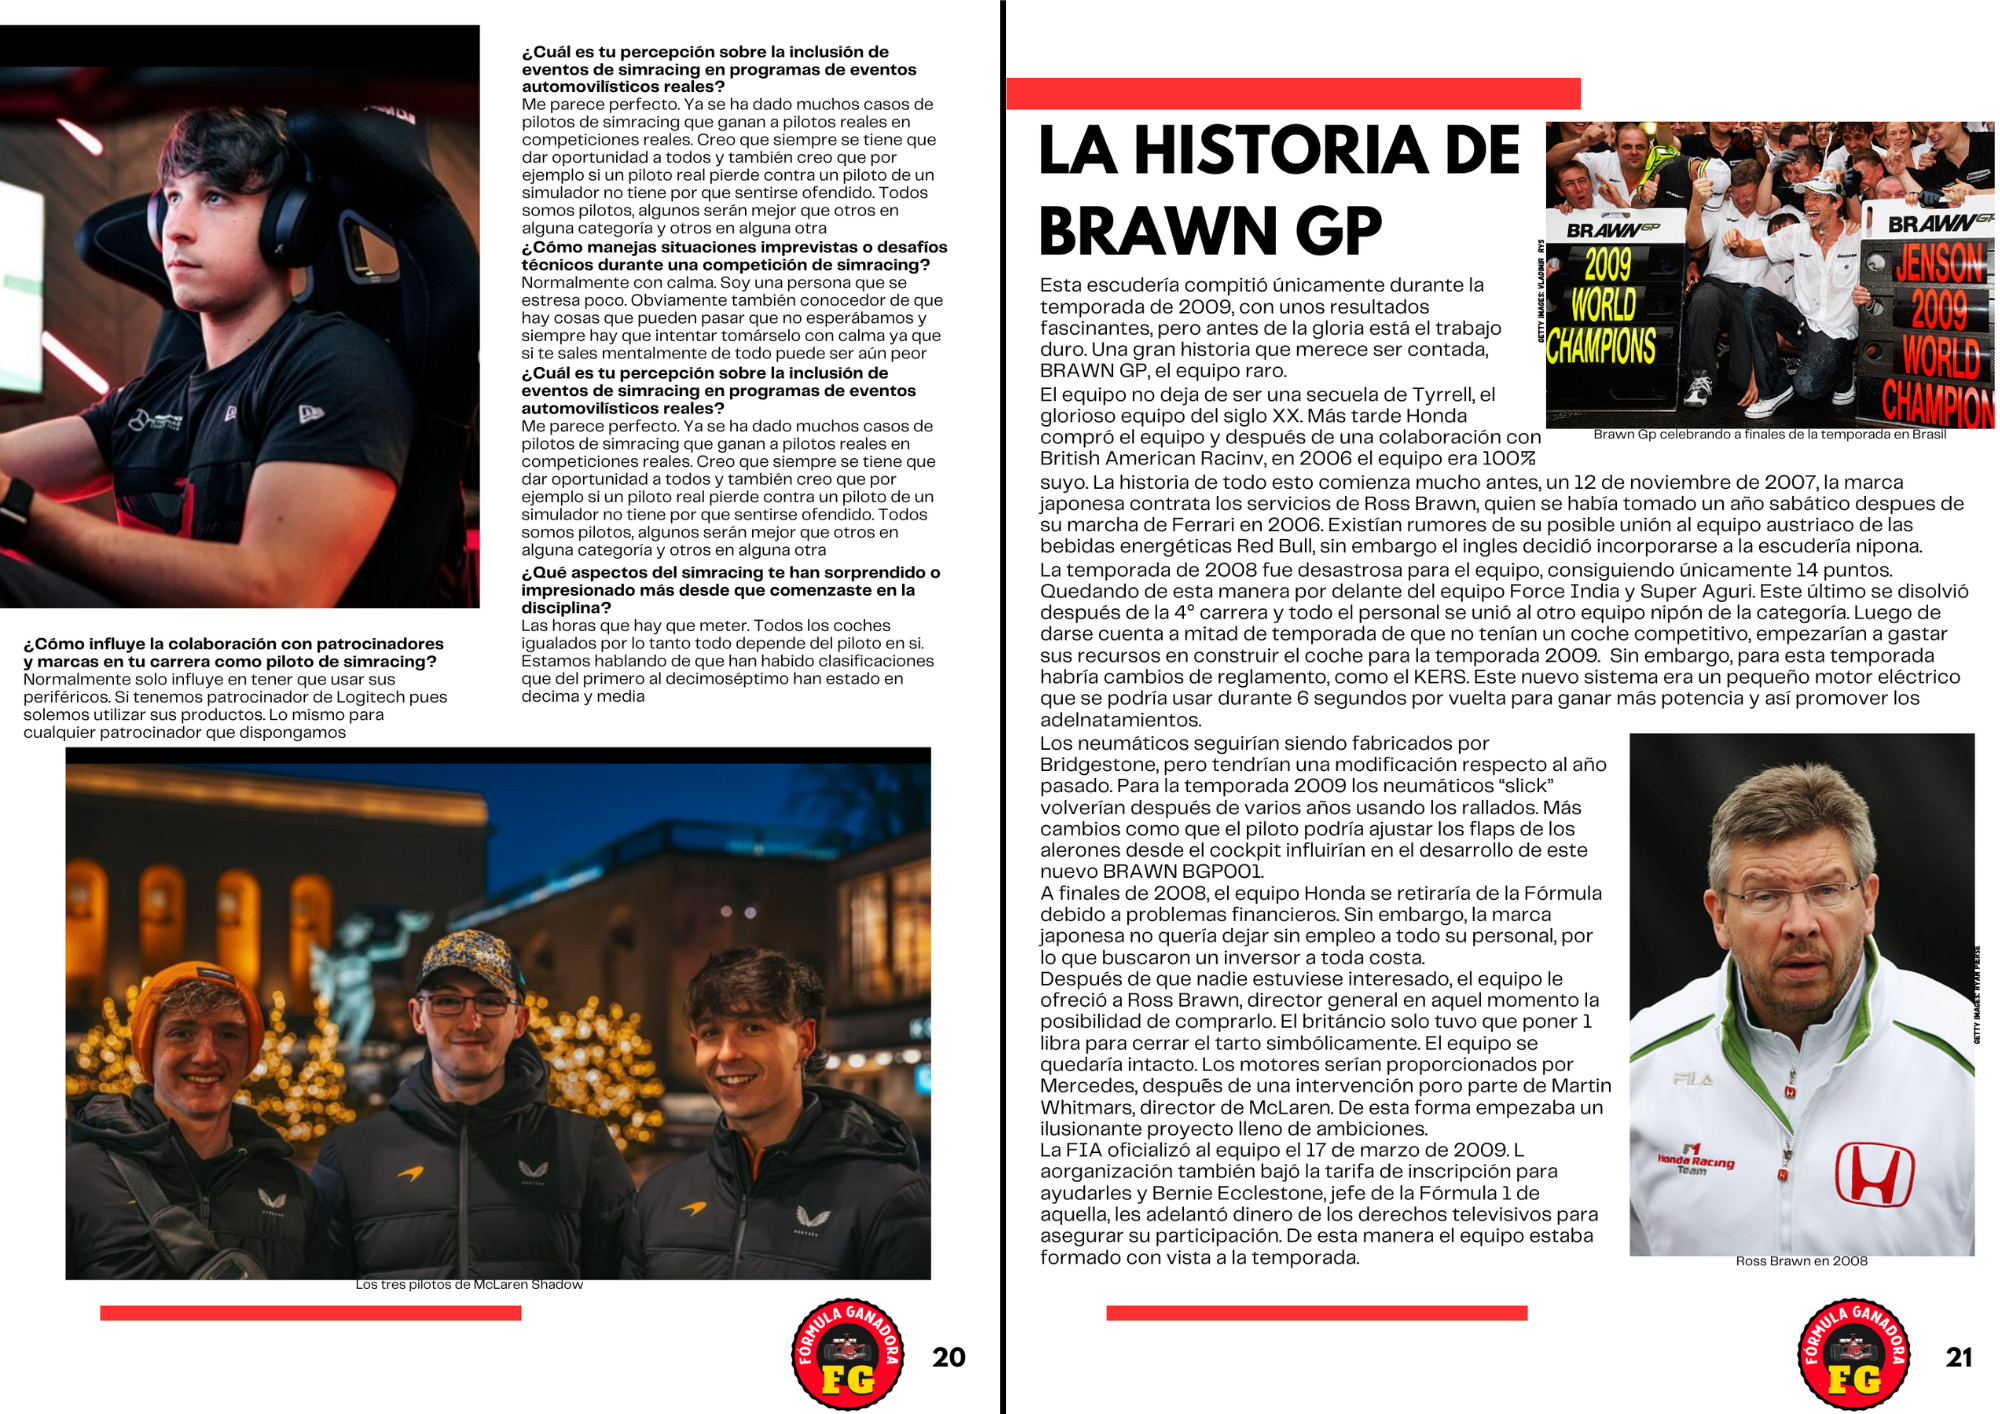 ¿Cómo influye la colaboración con patrocinadores
y marcas en tu carrera como piloto de simracing?
Normalmente solo influye en tener que usar sus
periféricos. Si tenemos patrocinador de Logitech pues
solemos utilizar sus productos. Lo mismo para
cualquier patrocinador que dispongamos
¿Cuál es tu percepción sobre la inclusión de
eventos de simracing en programas de eventos
automovilísticos reales?
Me parece perfecto. Ya se ha dado muchos casos de
pilotos de simracing que ganan a pilotos reales en
competiciones reales. Creo que siempre se tiene que
dar oportunidad a todos y también creo que por
ejemplo si un piloto real pierde contra un piloto de un
simulador no tiene por que sentirse ofendido. Todos
somos pilotos, algunos serán mejor que otros en
alguna categoría y otros en alguna otra
¿Cómo manejas situaciones imprevistas o desafíos
técnicos durante una competición de simracing?
Normalmente con calma. Soy una persona que se
estresa poco. Obviamente también conocedor de que
hay cosas que pueden pasar que no esperábamos y
siempre hay que intentar tomárselo con calma ya que
si te sales mentalmente de todo puede ser aún peor
¿Cuál es tu percepción sobre la inclusión de
eventos de simracing en programas de eventos
automovilísticos reales?
Me parece perfecto. Ya se ha dado muchos casos de
pilotos de simracing que ganan a pilotos reales en
competiciones reales. Creo que siempre se tiene que
dar oportunidad a todos y también creo que por
ejemplo si un piloto real pierde contra un piloto de un
simulador no tiene por que sentirse ofendido. Todos
somos pilotos, algunos serán mejor que otros en
alguna categoría y otros en alguna otra
¿Qué aspectos del simracing te han sorprendido o
impresionado más desde que comenzaste en la
disciplina?
Las horas que hay que meter. Todos los coches
igualados por lo tanto todo depende del piloto en si.
Estamos hablando de que han habido clasificaciones
que del primero al decimoséptimo han estado en
decima y media
Los tres pilotos de McLaren Shadow
FÓRMULA GANADORA
FG
20
LA HISTORIA DE
BRAWN GP
Esta escudería compitió únicamente durante la
temporada de 2009, con unos resultados
fascinantes, pero antes de la gloria está el trabajo
duro. Una gran historia que merece ser contada,
BRAWN GP, el equipo raro.
El equipo no deja de ser una secuela de Tyrrell, el
glorioso equipo del siglo XX. Más tarde Honda
compró el equipo y después de una colaboración con
British American Racinv, en 2006 el equipo era 100%
suyo. La historia de todo esto comienza mucho antes, un 12 de noviembre de 2007, la marca
japonesa contrata los servicios de Ross Brawn, quien se había tomado un año sabático despues de
su marcha de Ferrari en 2006. Existían rumores de su posible unión al equipo austriaco de las
bebidas energéticas Red Bull, sin embargo el ingles decidió incorporarse a la escudería nipona.
La temporada de 2008 fue desastrosa para el equipo, consiguiendo únicamente 14 puntos.
Quedando de esta manera por delante del equipo Force India y Super Aguri. Este último se disolvió
después de la 4º carrera y todo el personal se unió al otro equipo nipón de la categoría. Luego de
darse cuenta a mitad de temporada de que no tenían un coche competitivo, empezarían a gastar
sus recursos en construir el coche para la temporada 2009. Sin embargo, para esta temporada
habría cambios de reglamento, como el KERS. Este nuevo sistema era un pequeño motor eléctrico
que se podría usar durante 6 segundos por vuelta para ganar más potencia y así promover los
adelnatamientos.
Los neumáticos seguirían siendo fabricados por
Bridgestone, pero tendrían una modificación respecto al año
pasado. Para la temporada 2009 los neumáticos “slick”
volverían después de varios años usando los rallados. Más
cambios como que el piloto podría ajustar los flaps de los
alerones desde el cockpit influirían en el desarrollo de este
nuevo BRAWN BGP001.
A finales de 2008, el equipo Honda se retiraría de la Fórmula
debido a problemas financieros. Sin embargo, la marca
japonesa no quería dejar sin empleo a todo su personal, por
lo que buscaron un inversor a toda costa.
Después de que nadie estuviese interesado, el equipo le
ofreció a Ross Brawn, director general en aquel momento la
posibilidad de comprarlo. El británcio solo tuvo que poner 1
libra para cerrar el tarto simbólicamente. El equipo se
quedaría intacto. Los motores serían proporcionados por
Mercedes, después de una intervención poro parte de Martin
Whitmars, director de McLaren. De esta forma empezaba un
ilusionante proyecto lleno de ambiciones.
La FIA oficializó al equipo el 17 de marzo de 2009. L
aorganización también bajó la tarifa de inscripción para
ayudarles y Bernie Ecclestone, jefe de la Fórmula 1 de
aquella, les adelantó dinero de los derechos televisivos para
asegurar su participación. De esta manera el equipo estaba
formado con vista a la temporada.
GETTY IMAGES: VLADIMIR RYS
BRAWN GP
2009
WORLD
CHAMPIONS
BRAWN GP
JENSON
2009
WORLD
CHAMPION
Brawn Gp celebrando a finales de la temporada en Brasil
FILA
Honda Racing
F1
Team
GETTY IMAGES: RYAN PIERSE
Ross Brawn en 2008
FÓRMULA GANADORA
FG
21